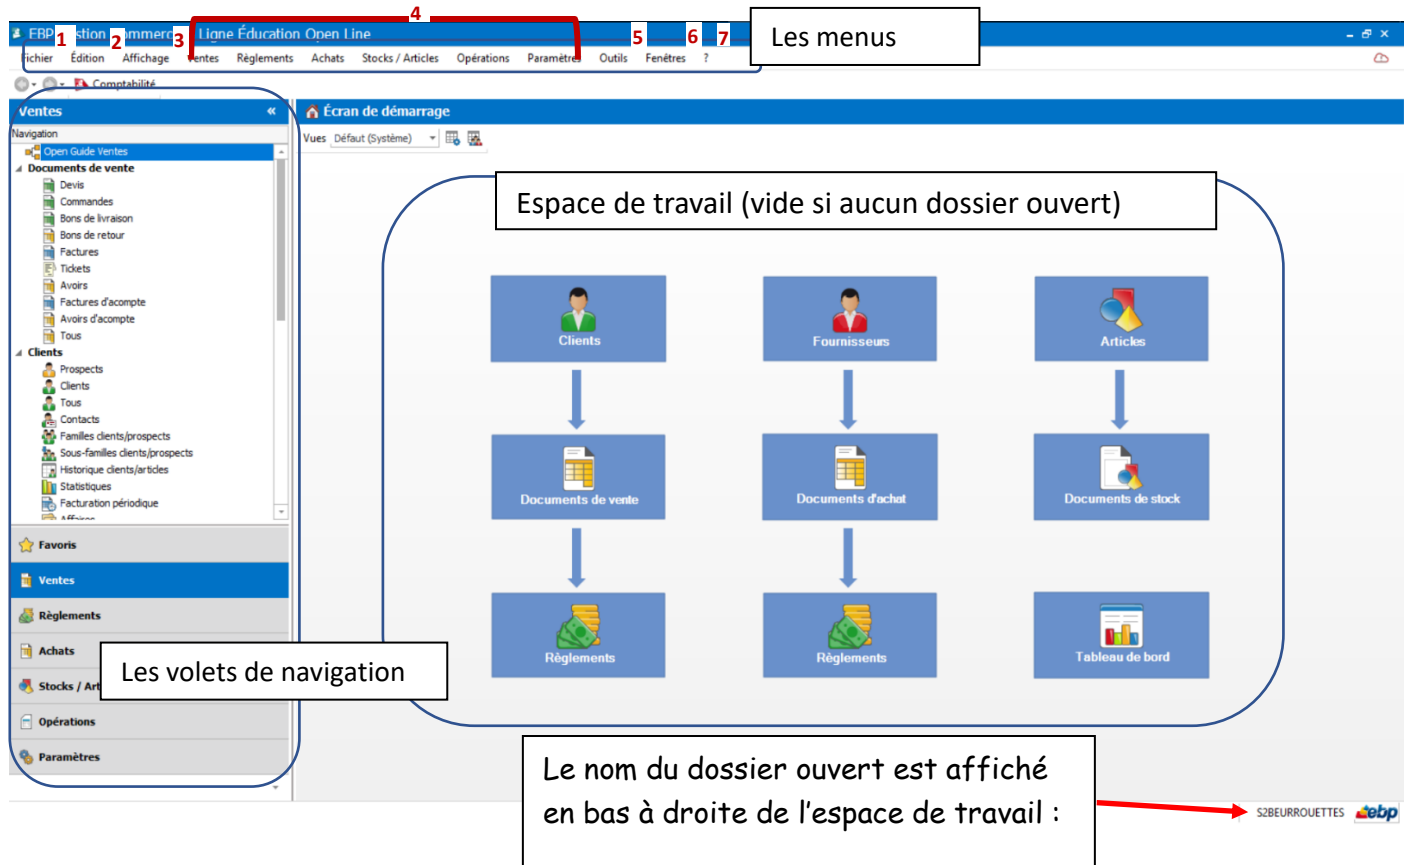 4
EBP Gestion Commerciale Ligne Éducation Open Line
1 2 3 5 6 7
Les menus
Fichier Édition Affichage Ventes Règlements Achats Stocks / Articles Opérations Paramètres Outils Fenêtres ?
Comptabilité
Ventes «
Écran de démarrage
Navigation
Vues Défaut (Système)
Open Guide Ventes
Documents de vente
Devis
Commandes
Bons de livraison
Bons de retour
Factures
Tickets
Avoirs
Factures d'acompte
Avoirs d'acompte
Tous
Clients
Prospects
Clients
Tous
Contacts
Familles clients/prospects
Sous-familles clients/prospects
Historique clients/articles
Statistiques
Facturation périodique
Affaires
Favoris
Ventes
Règlements
Achats
Stocks / Art
Opérations
Paramètres
Les volets de navigation
Espace de travail (vide si aucun dossier ouvert)
Clients
Fournisseurs
Articles
Documents de vente
Documents d'achat
Documents de stock
Règlements
Règlements
Tableau de bord
Le nom du dossier ouvert est affiché
en bas à droite de l'espace de travail :
S2BEURROUETTES ebp